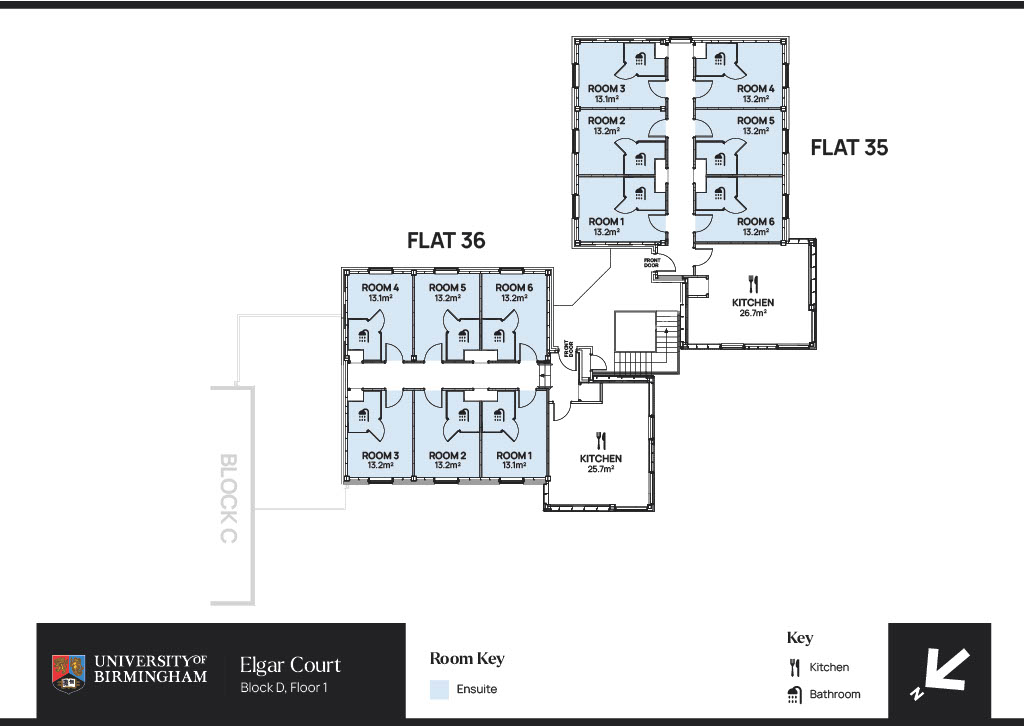 ROOM 3
13.1m²
ROOM 4
13.2m²
ROOM 2
13.2m²
ROOM 5
13.2m²
FLAT 35
ROOM 1
13.2m²
ROOM 6
13.2m²
FRONT
DOOR
KITCHEN
26.7m²
FLAT 36
ROOM 4
13.1m²
ROOM 5
13.2m²
ROOM 6
13.2m²
FRONT
DOOR
ROOM 3
13.2m²
ROOM 2
13.2m²
ROOM 1
13.1m²
KITCHEN
25.7m²
BLOCK C
UNIVERSITY OF
BIRMINGHAM
Elgar Court
Block D, Floor 1
Room Key
Ensuite
Key
Kitchen
Bathroom
N